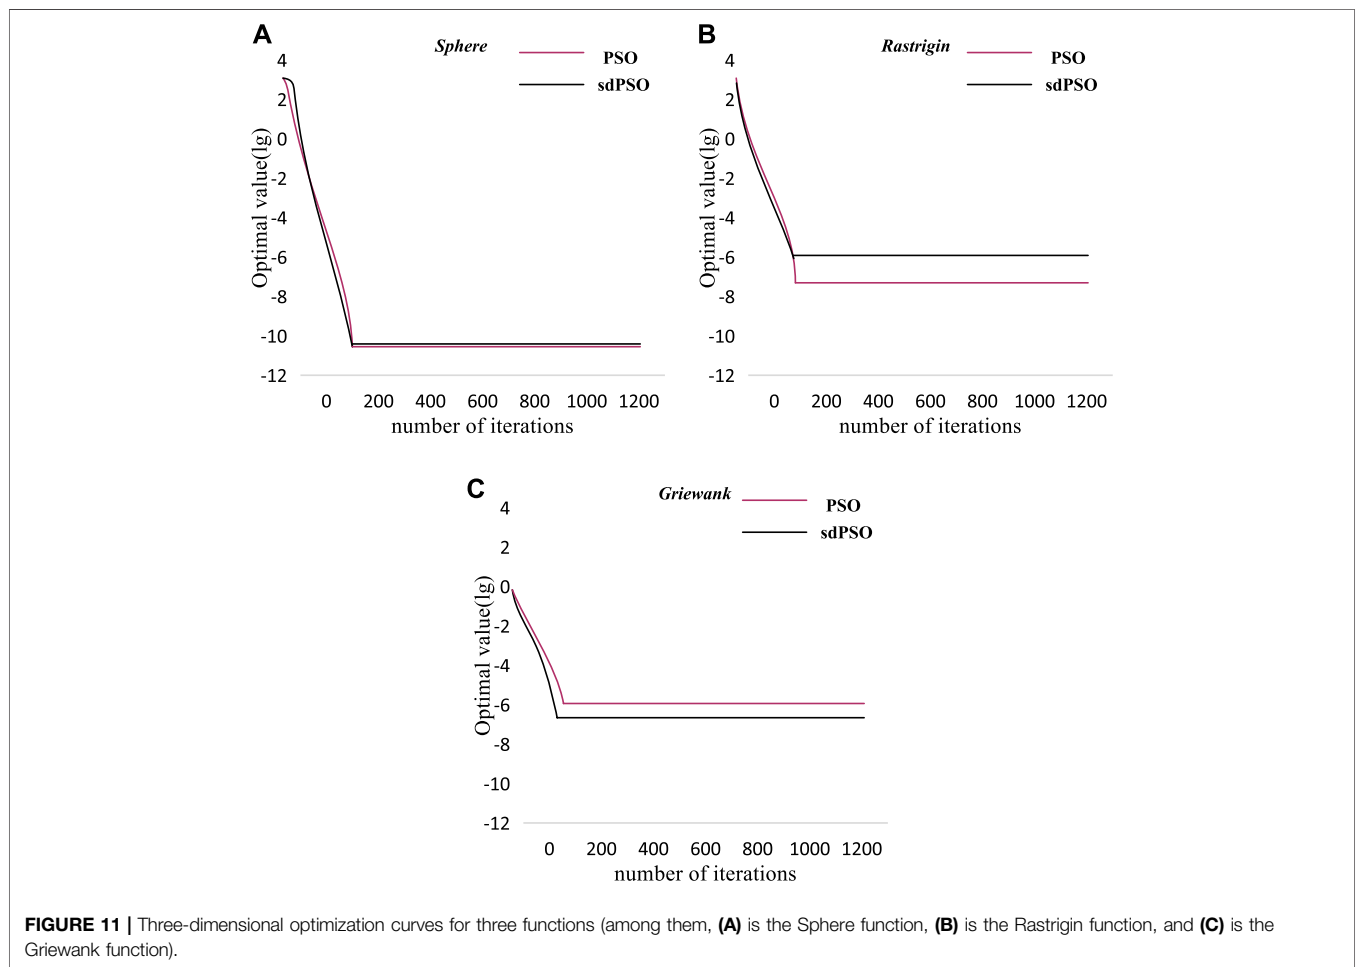 A
Sphere
PSO
sdPSO
4
2
0
-2
-4
-6
-8
-10
-12
Optimal value(lg)
0 200 400 600 800 1000 1200
number of iterations
B
Rastrigin
PSO
sdPSO
4
2
0
-2
-4
-6
-8
-10
-12
Optimal value(lg)
0 200 400 600 800 1000 1200
number of iterations
C
Griewank
PSO
sdPSO
4
2
0
-2
-4
-6
-8
-10
-12
Optimal value(lg)
0 200 400 600 800 1000 1200
number of iterations
FIGURE 11 | Three-dimensional optimization curves for three functions (among them, (A) is the Sphere function, (B) is the Rastrigin function, and (C) is the
Griewank function).